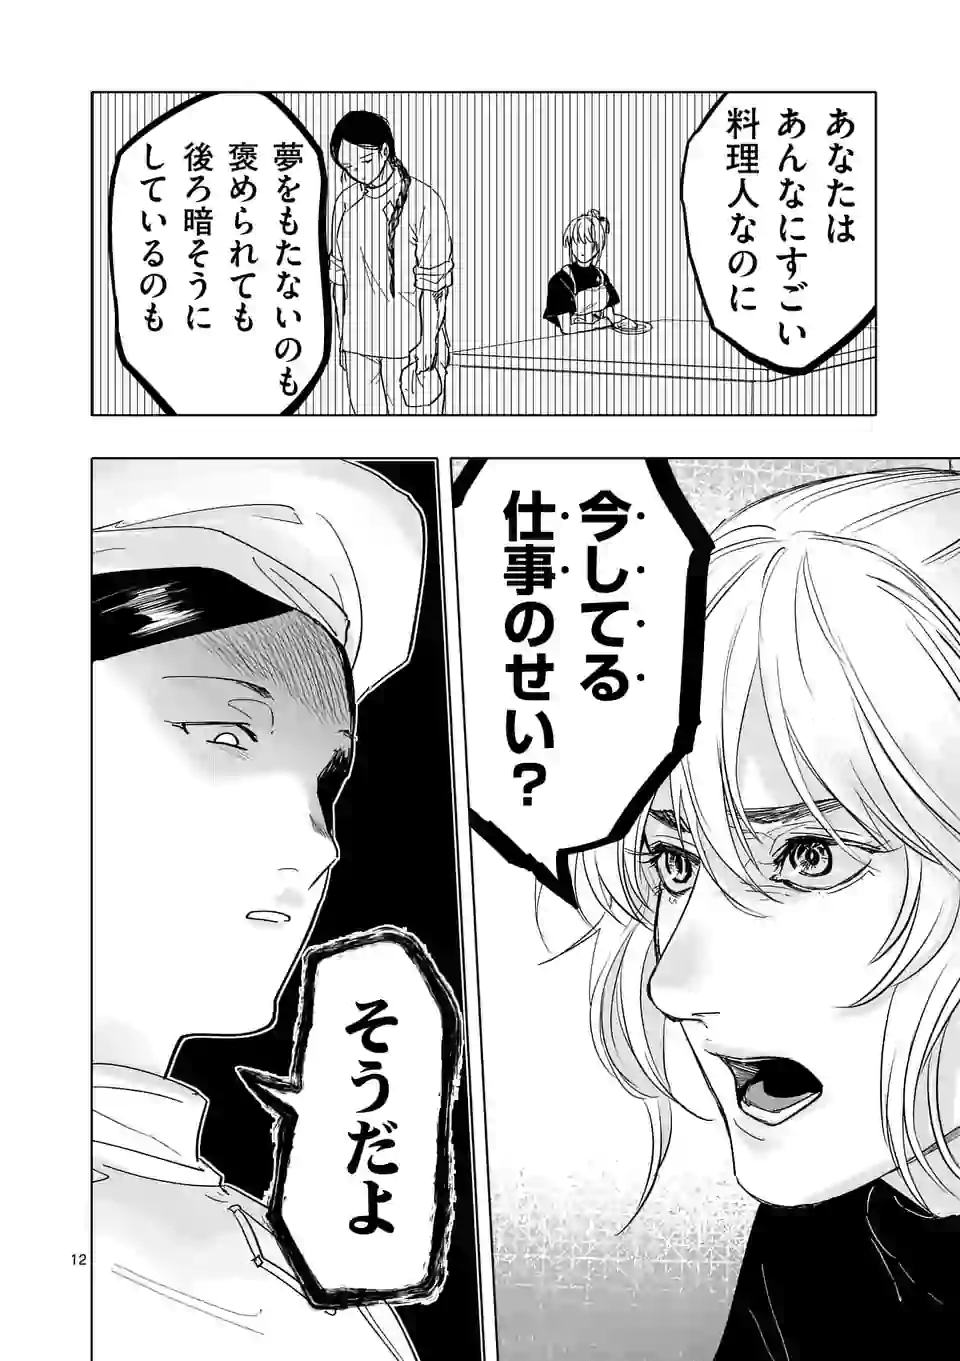 あなたは
あんなにすごい
料理人なのに
夢をもたないのも
褒められても
後ろ暗そうに
しているのも
今してる
仕事のせい？
そうだよ
12